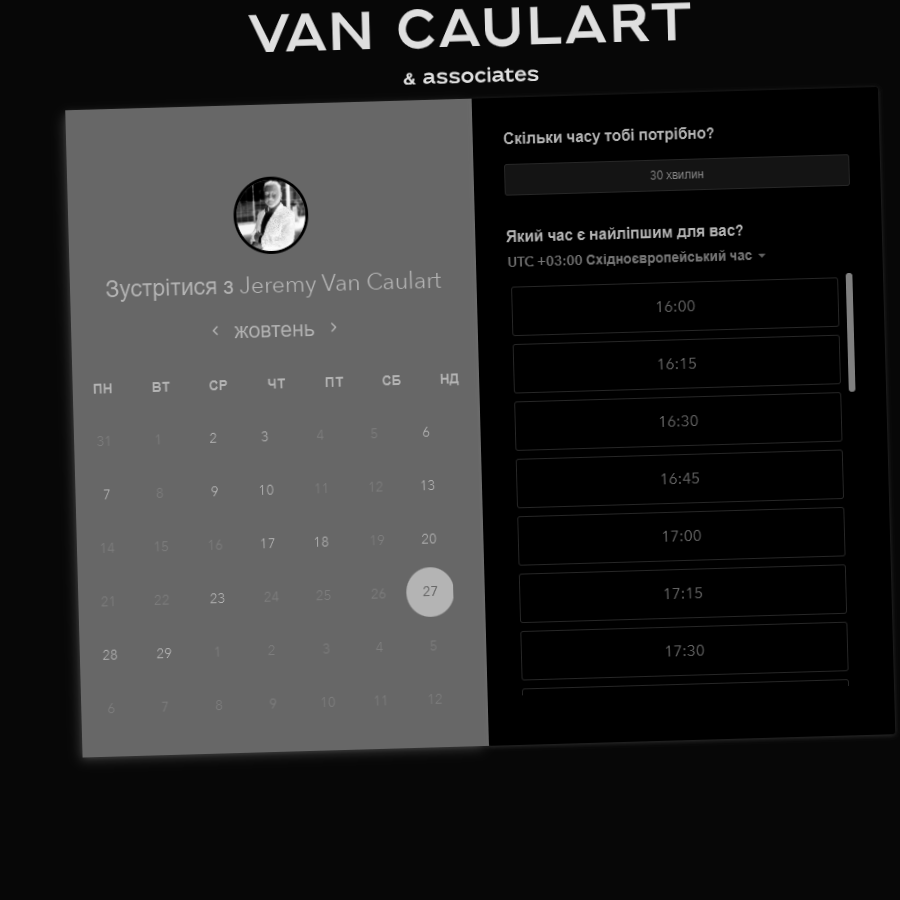 VAN CAULART
& associates
Зустрітися з Jeremy Van Caulart
‹ жовтень ›
ПН ВТ СР ЧТ ПТ СБ НД
31 1 2 3 4 5 6
7 8 9 10 11 12 13
14 15 16 17 18 19 20
21 22 23 24 25 26 27
28 29 1 2 3 4 5
6 7 8 9 10 11 12
Скільки часу тобі потрібно?
30 хвилин
Який час є найліпшим для вас?
UTC +03:00 Східноєвропейський час
16:00
16:15
16:30
16:45
17:00
17:15
17:30